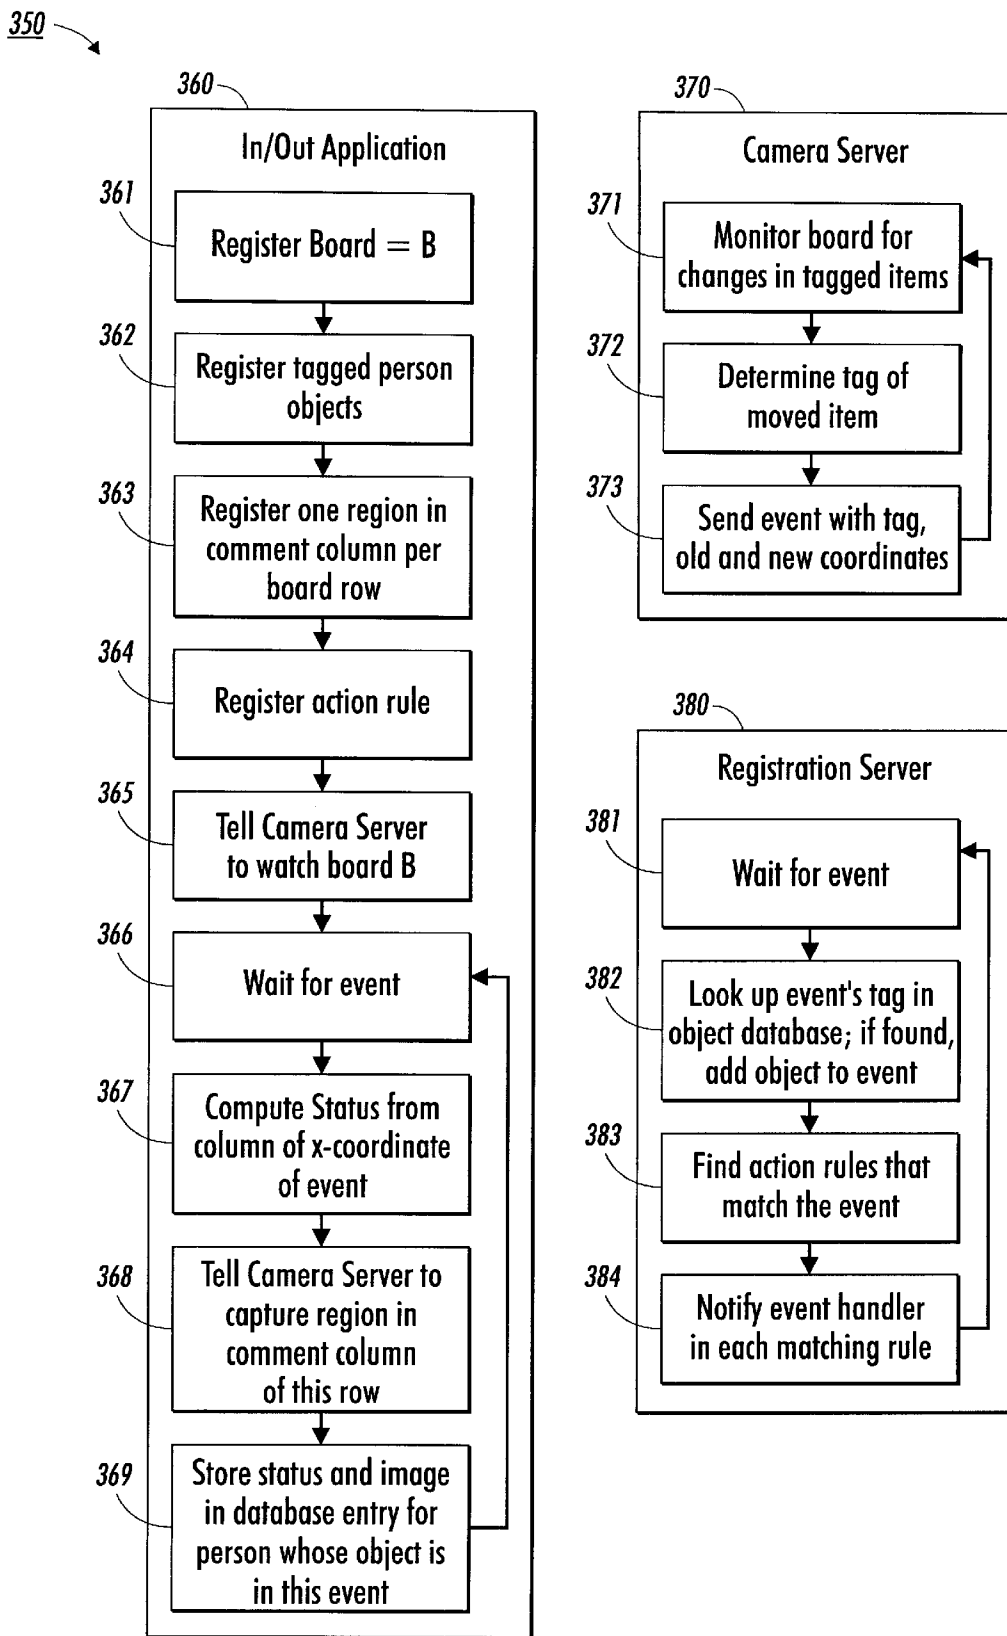 350
360
In/Out Application
361
Register Board = B
362
Register tagged person
objects
363
Register one region in
comment column per
board row
364
Register action rule
365
Tell Camera Server
to watch board B
366
Wait for event
367
Compute Status from
column of x-coordinate
of event
368
Tell Camera Server to
capture region in
comment column
of this row
369
Store status and image
in database entry for
person whose object is
in this event
370
Camera Server
371
Monitor board for
changes in tagged items
372
Determine tag of
moved item
373
Send event with tag,
old and new coordinates
380
Registration Server
381
Wait for event
382
Look up event's tag in
object database; if found,
add object to event
383
Find action rules that
match the event
384
Notify event handler
in each matching rule